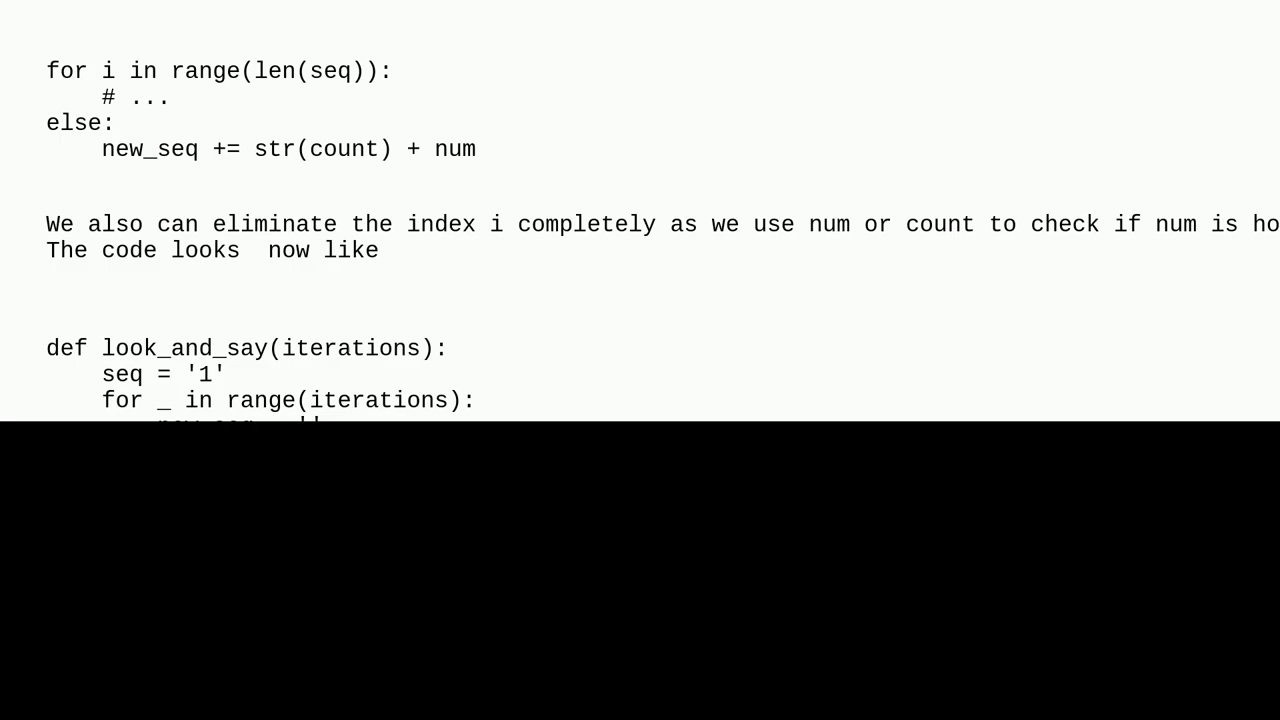 for i in range(len(seq)):
    # ...
else:
    new_seq += str(count) + num
We also can eliminate the index i completely as we use num or count to check if num is
The code looks  now like
def look_and_say(iterations):
    seq = '1'
    for _ in range(iterations):